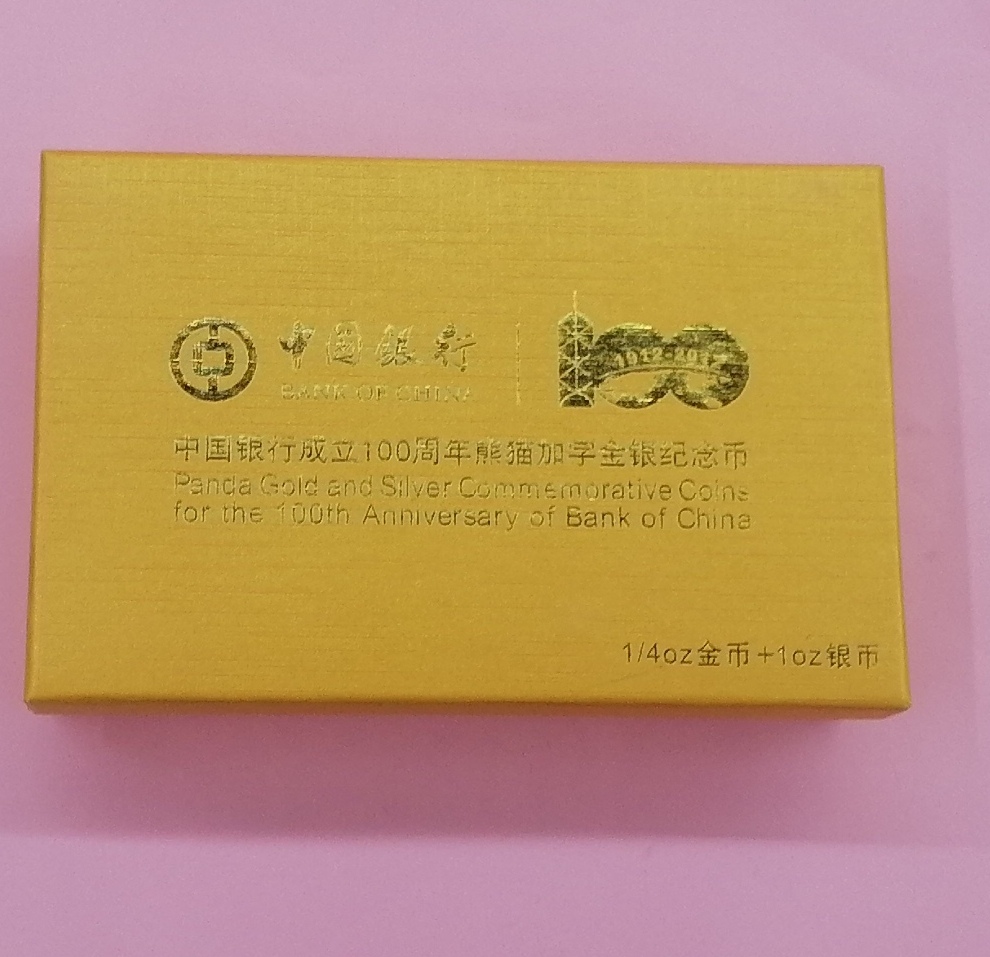 中国银行
BANK OF CHINA
1912-2012
中国银行成立100周年熊猫加字金银纪念币
Panda Gold and Silver Commemorative Coins
for the 100th Anniversary of Bank of China
1/4oz金币+1oz银币